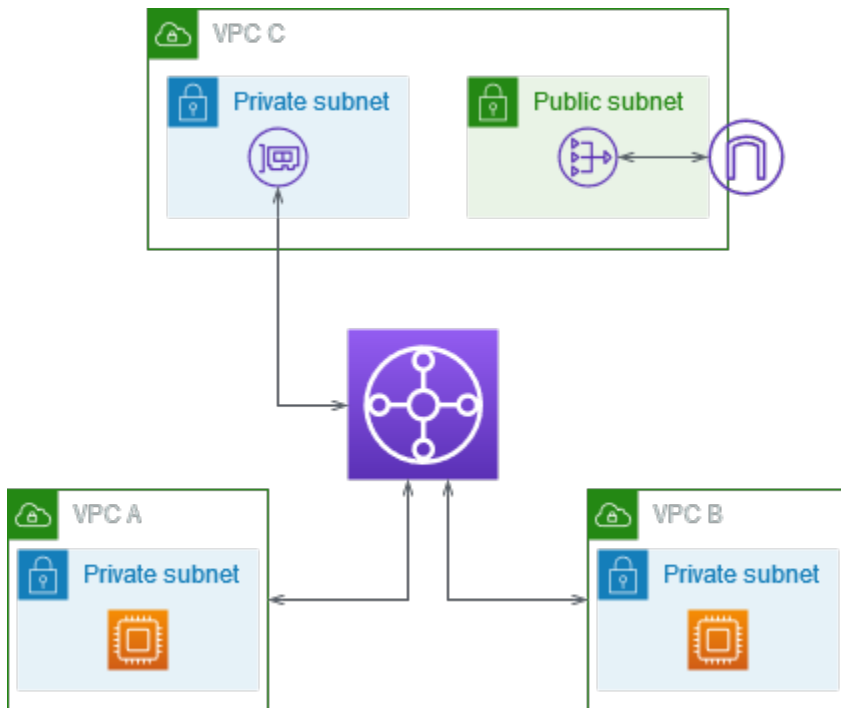 VPC C
Private subnet
Public subnet
VPC A
VPC B
Private subnet
Private subnet